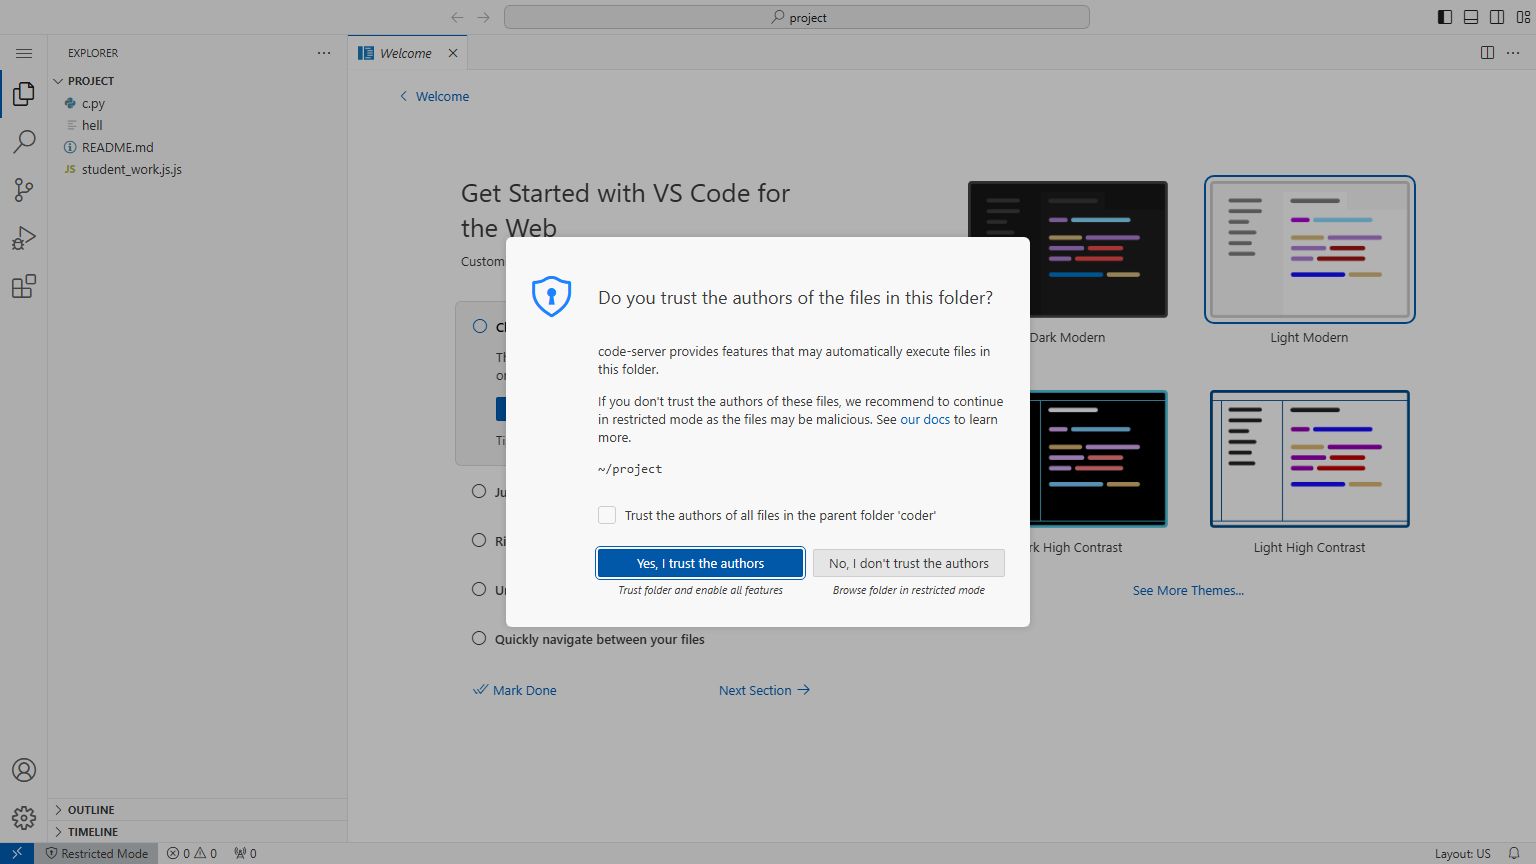 project
EXPLORER
Welcome
PROJECT
c.py
hell
README.md
JS student_work.js.js
Welcome
Get Started with VS Code for
the Web
Custom
Dark Modern
Light Modern
Do you trust the authors of the files in this folder?
code-server provides features that may automatically execute files in
this folder.
If you don't trust the authors of these files, we recommend to continue
in restricted mode as the files may be malicious. See our docs to learn
more.
~/project
Trust the authors of all files in the parent folder 'coder'
Yes, I trust the authors
No, I don't trust the authors
Trust folder and enable all features
Browse folder in restricted mode
rk High Contrast
Light High Contrast
See More Themes...
Quickly navigate between your files
Mark Done
Next Section
OUTLINE
TIMELINE
Restricted Mode
0
0
0
Layout: US